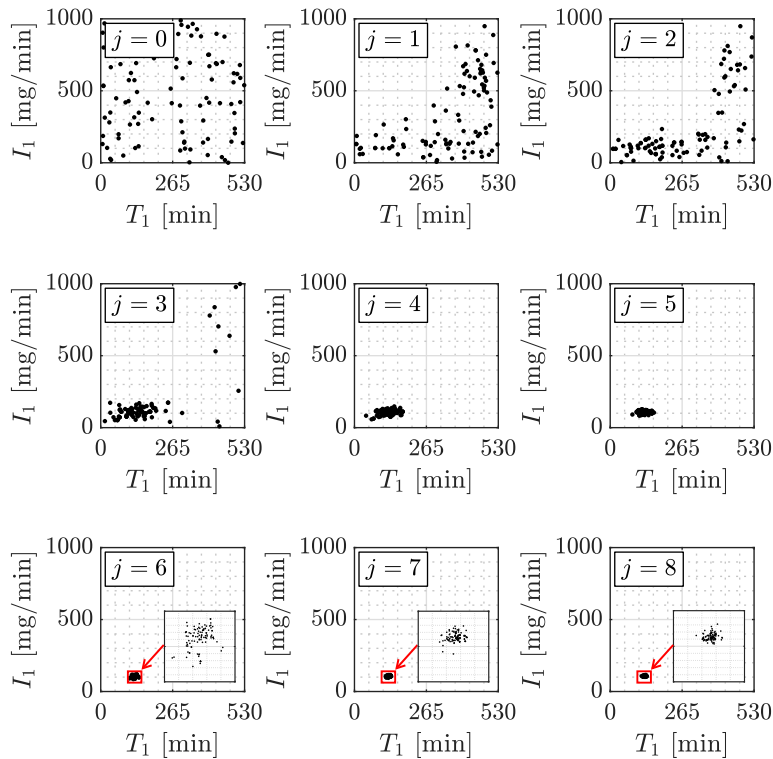 1000
j = 0
500
0
0 265 530
I₁ [mg/min]
T₁ [min]
1000
j = 1
500
0
0 265 530
I₁ [mg/min]
T₁ [min]
1000
j = 2
500
0
0 265 530
I₁ [mg/min]
T₁ [min]
1000
j = 3
500
0
0 265 530
I₁ [mg/min]
T₁ [min]
1000
j = 4
500
0
0 265 530
I₁ [mg/min]
T₁ [min]
1000
j = 5
500
0
0 265 530
I₁ [mg/min]
T₁ [min]
1000
j = 6
500
0
0 265 530
I₁ [mg/min]
T₁ [min]
1000
j = 7
500
0
0 265 530
I₁ [mg/min]
T₁ [min]
1000
j = 8
500
0
0 265 530
I₁ [mg/min]
T₁ [min]